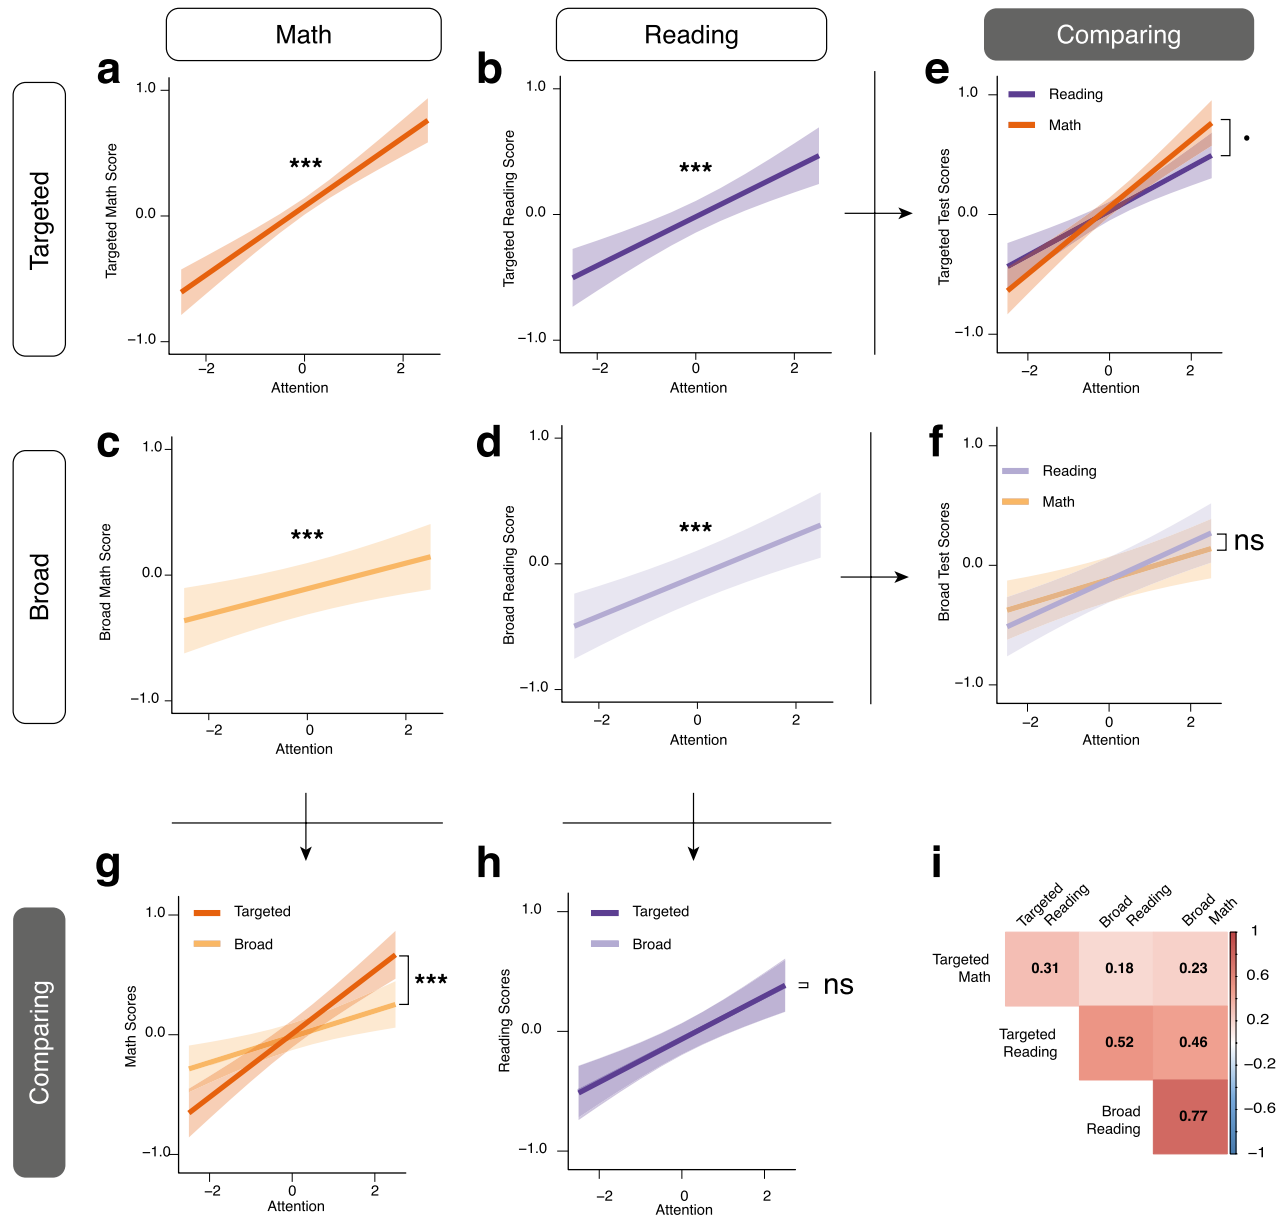 Math
Reading
Comparing
Targeted
Broad
Comparing
a
1.0
0.0
−1.0
Targeted Math Score
***
−2
0
2
Attention
b
1.0
0.0
−1.0
Targeted Reading Score
***
−2
0
2
Attention
e
1.0
0.0
−1.0
Targeted Test Scores
Reading
Math
•
−2
0
2
Attention
c
1.0
0.0
−1.0
Broad Math Score
***
−2
0
2
Attention
d
1.0
0.0
−1.0
Broad Reading Score
***
−2
0
2
Attention
f
1.0
0.0
−1.0
Broad Test Scores
Reading
Math
ns
−2
0
2
Attention
g
1.0
0.0
−1.0
Math Scores
Targeted
Broad
***
−2
0
2
Attention
h
1.0
0.0
−1.0
Reading Scores
Targeted
Broad
ns
−2
0
2
Attention
i
Targeted
Reading
Broad
Reading
Broad
Math
Targeted
Math
0.31
0.18
0.23
Targeted
Reading
0.52
0.46
Broad
Reading
0.77
1
0.6
0.2
−0.2
−0.6
−1